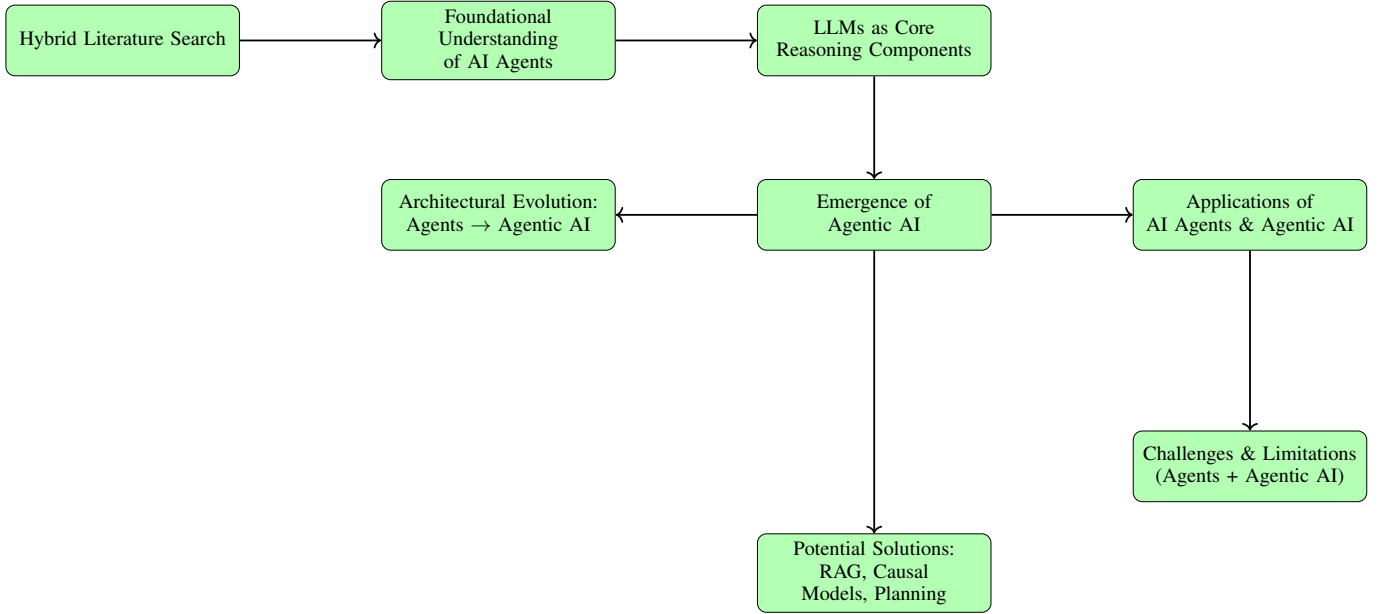 Hybrid Literature Search
Foundational
Understanding
of AI Agents
LLMs as Core
Reasoning Components
Architectural Evolution:
Agents → Agentic AI
Emergence of
Agentic AI
Applications of
AI Agents & Agentic AI
Challenges & Limitations
(Agents + Agentic AI)
Potential Solutions:
RAG, Causal
Models, Planning